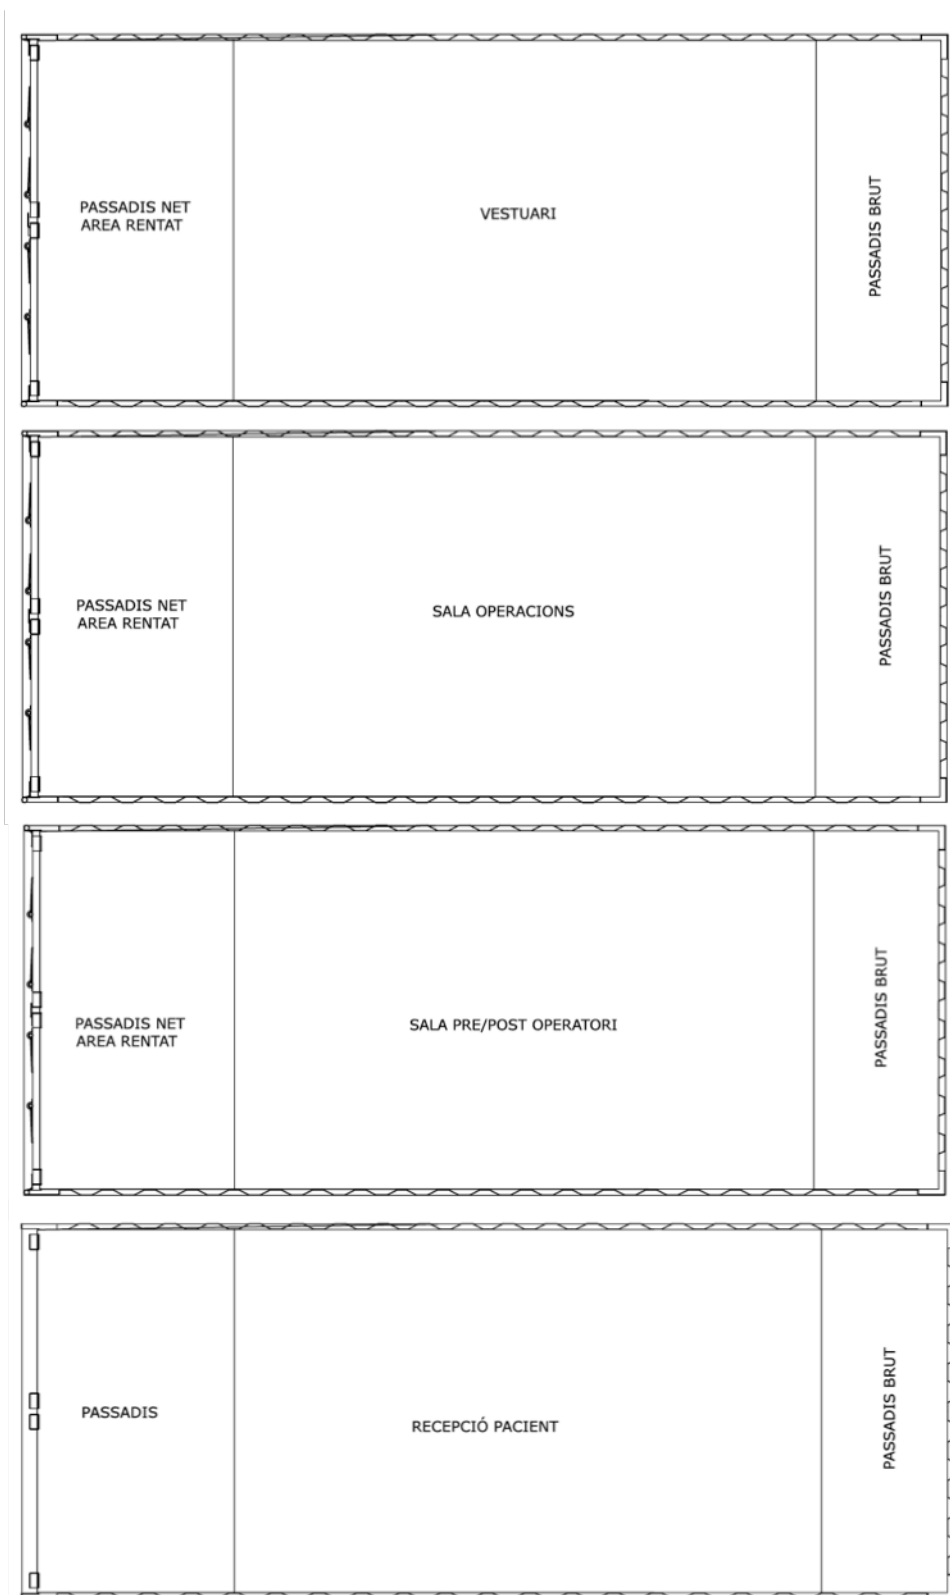 PASSADIS NET
AREA RENTAT
VESTUARI
PASSADIS BRUT
PASSADIS NET
AREA RENTAT
SALA OPERACIONS
PASSADIS BRUT
PASSADIS NET
AREA RENTAT
SALA PRE/POST OPERATORI
PASSADIS BRUT
PASSADIS
RECEPCIÓ PACIENT
PASSADIS BRUT